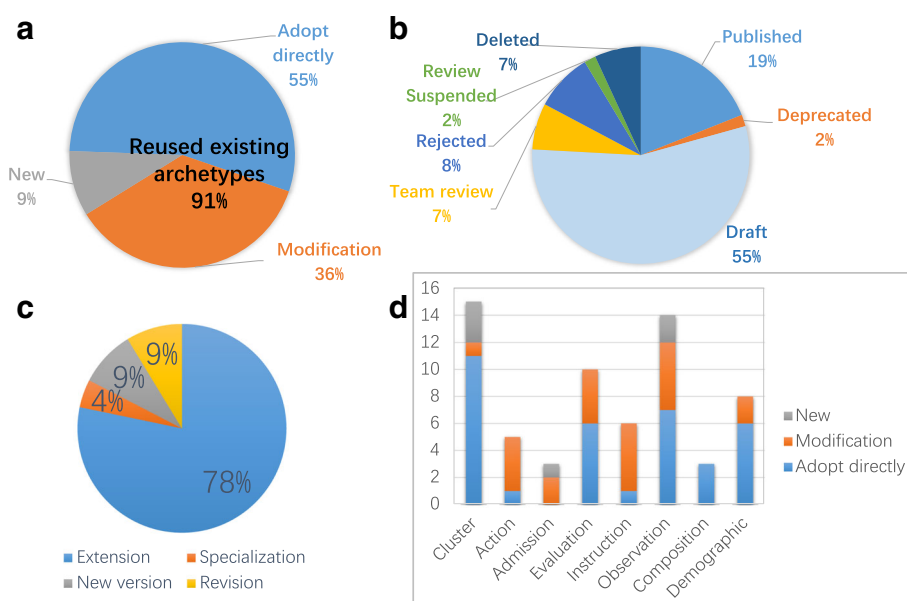 a
Adopt
directly
55%
Reused existing
archetypes
91%
New
9%
Modification
36%
b
Deleted
7%
Published
19%
Review
Suspended
2%
Deprecated
2%
Rejected
8%
Team review
7%
Draft
55%
c
9%
9%
4%
78%
Extension
Specialization
New version
Revision
d
16
14
12
10
8
6
4
2
0
Cluster
Action
Admission
Evaluation
Instruction
Observation
Composition
Demographic
New
Modification
Adopt directly